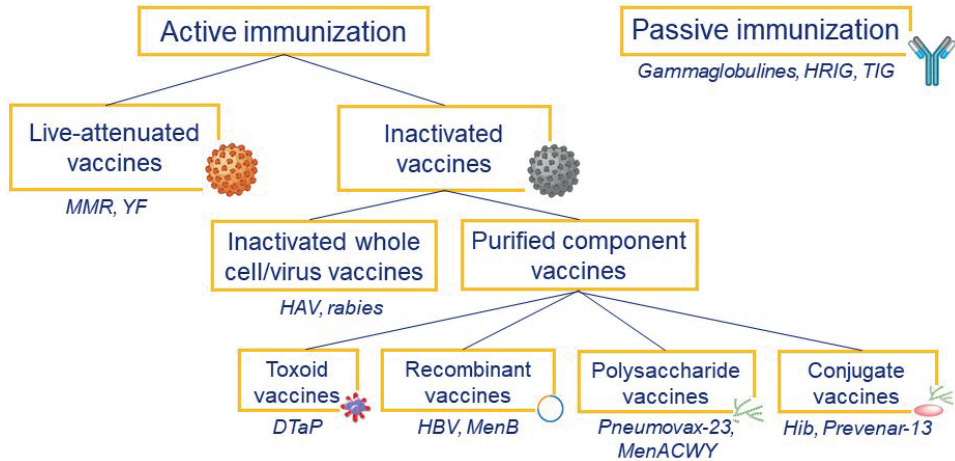 Active immunization
Passive immunization
Gammaglobulines, HRIG, TIG
Live-attenuated
vaccines
MMR, YF
Inactivated
vaccines
Inactivated whole
cell/virus vaccines
HAV, rabies
Purified component
vaccines
Toxoid
vaccines
DTaP
Recombinant
vaccines
HBV, MenB
Polysaccharide
vaccines
Pneumovax-23,
MenACWY
Conjugate
vaccines
Hib, Prevenar-13